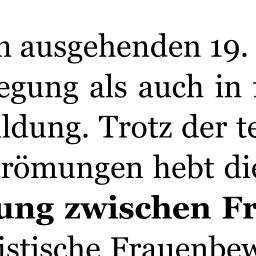 ausgehenden 19.
egung als auch in
ldung. Trotz der te
römungen hebt die
ung zwischen Fr
istische Frauenbew